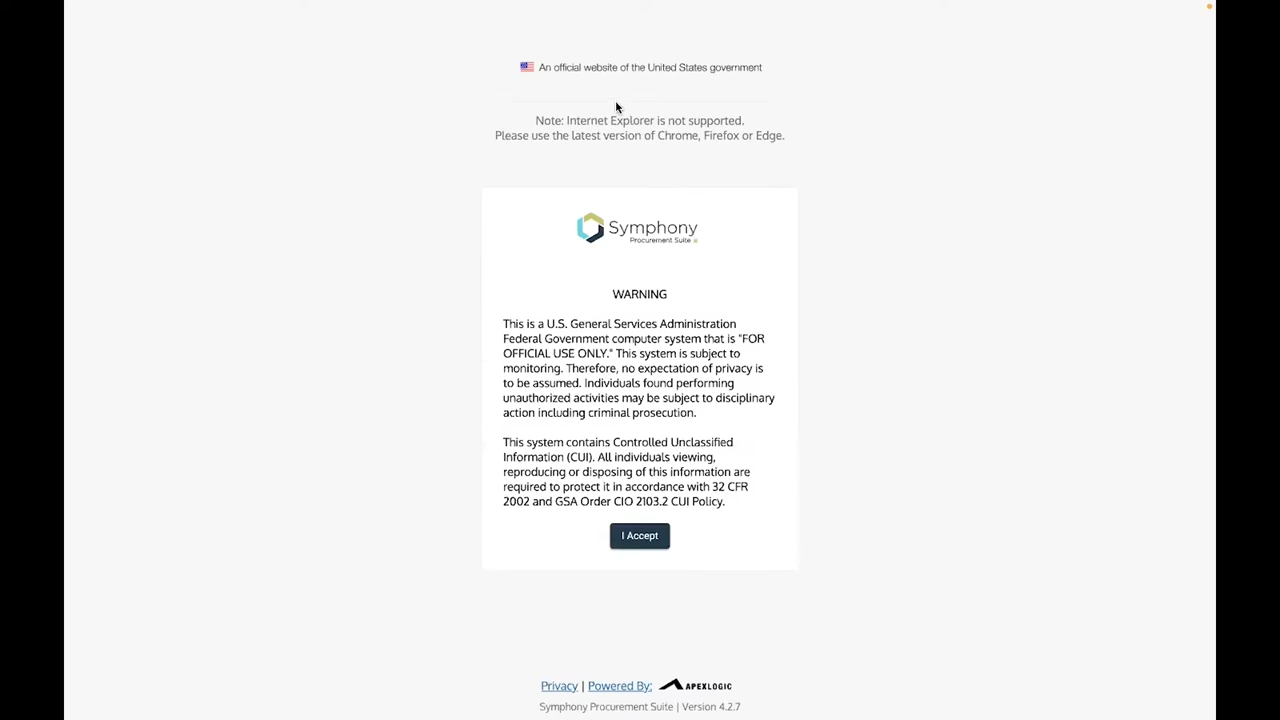 An official website of the United States government
Note: Internet Explorer is not supported.
Please use the latest version of Chrome, Firefox or Edge.
Symphony
Procurement Suite
WARNING
This is a U.S. General Services Administration
Federal Government computer system that is "FOR
OFFICIAL USE ONLY." This system is subject to
monitoring. Therefore, no expectation of privacy is
to be assumed. Individuals found performing
unauthorized activities may be subject to disciplinary
action including criminal prosecution.
This system contains Controlled Unclassified
Information (CUI). All individuals viewing,
reproducing or disposing of this information are
required to protect it in accordance with 32 CFR
2002 and GSA Order CIO 2103.2 CUI Policy.
I Accept
Privacy | Powered By: APEXLOGIC
Symphony Procurement Suite | Version 4.2.7